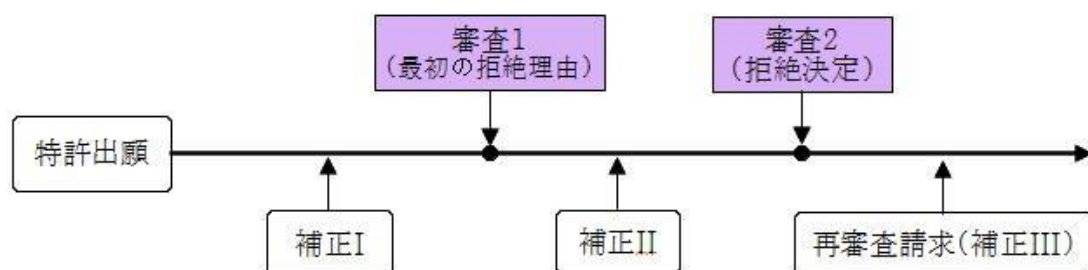 審査1
(最初の拒絶理由)
審査2
(拒絶決定)
特許出願
補正I
補正II
再審査請求(補正III)